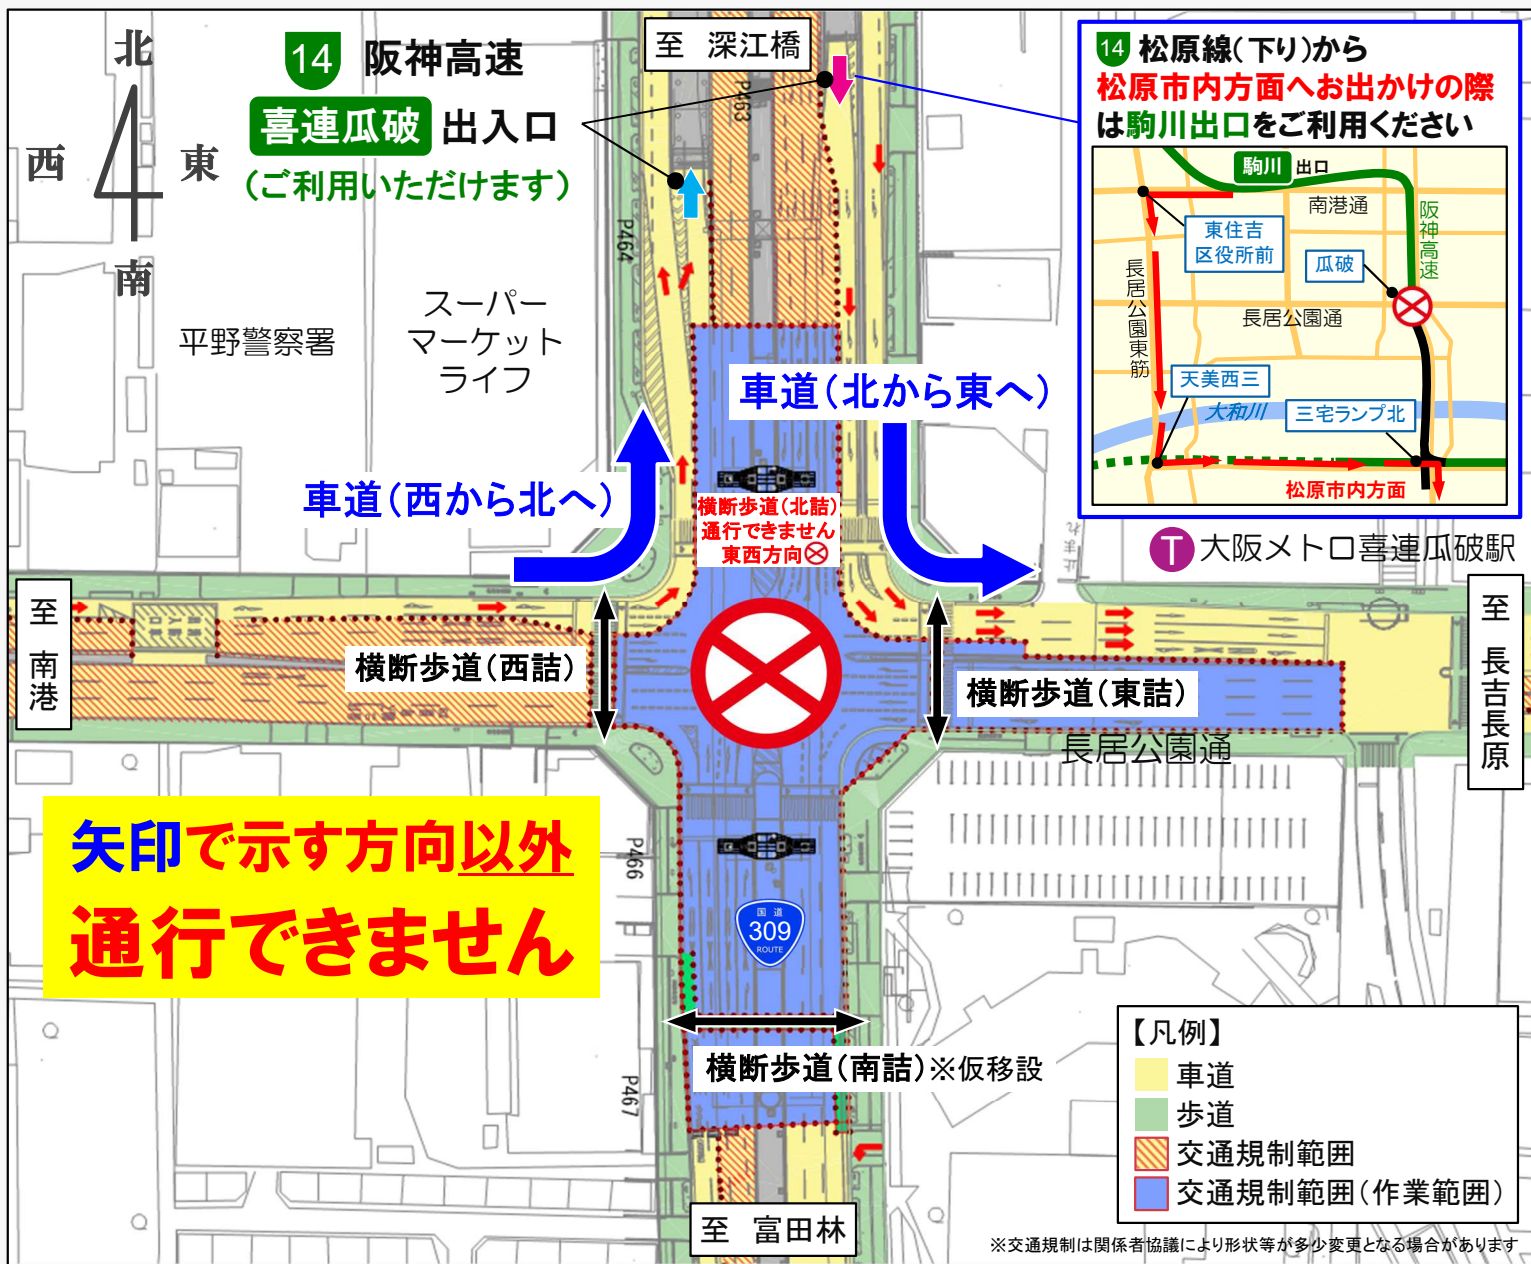 北
西
東
南
14 阪神高速
喜連瓜破 出入口
(ご利用いただけます)
至 深江橋
14 松原線(下り)から
松原市内方面へお出かけの際
は駒川出口をご利用ください
駒川 出口
南港通
東住吉
区役所前
阪神高速
瓜破
長居公園通
長居公園東筋
天美西三
大和川
三宅ランプ北
松原市内方面
P463
P464
平野警察署
スーパー
マーケット
ライフ
車道(北から東へ)
車道(西から北へ)
横断歩道(北詰)
通行できません
東西方向
止まれ
T 大阪メトロ喜連瓜破駅
至 南港
横断歩道(西詰)
横断歩道(東詰)
至 長吉長原
長居公園通
矢印で示す方向以外
通行できません
P466
国道
309
ROUTE
横断歩道(南詰)※仮移設
P467
至 富田林
【凡例】
車道
歩道
交通規制範囲
交通規制範囲(作業範囲)
※交通規制は関係者協議により形状等が多少変更となる場合があります